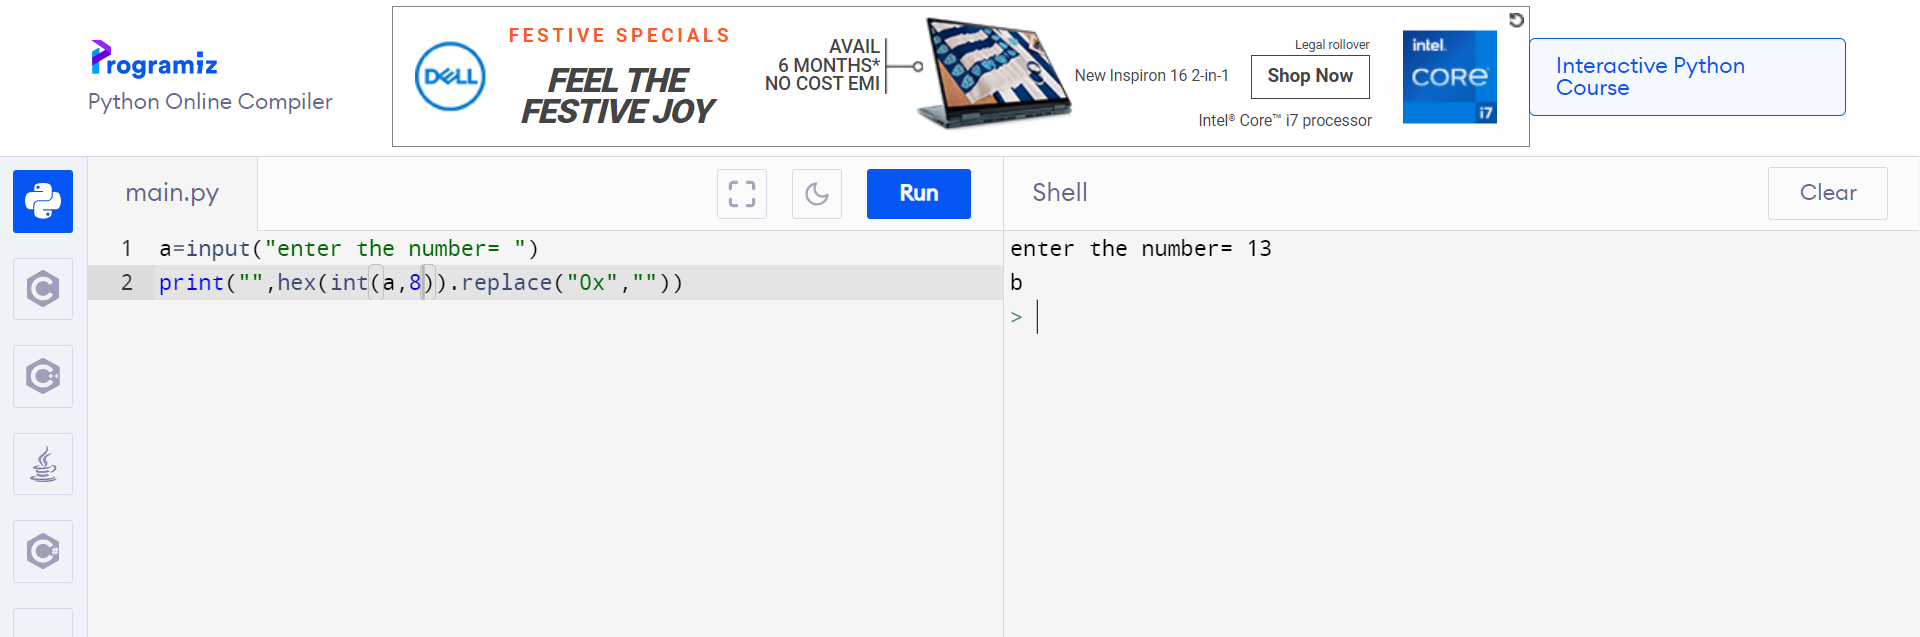 Programiz
Python Online Compiler
DELL
FESTIVE SPECIALS
FEEL THE
FESTIVE JOY
AVAIL
6 MONTHS*
NO COST EMI
New Inspiron 16 2-in-1
Legal rollover
Shop Now
Intel® Core™ i7 processor
intel.
CORE
i7
Interactive Python
Course
main.py
Run
Shell
Clear
1 a=input("enter the number= ")
2 print("",hex(int(a,8)).replace("0x",""))
enter the number= 13
b
>
C
C++
C#